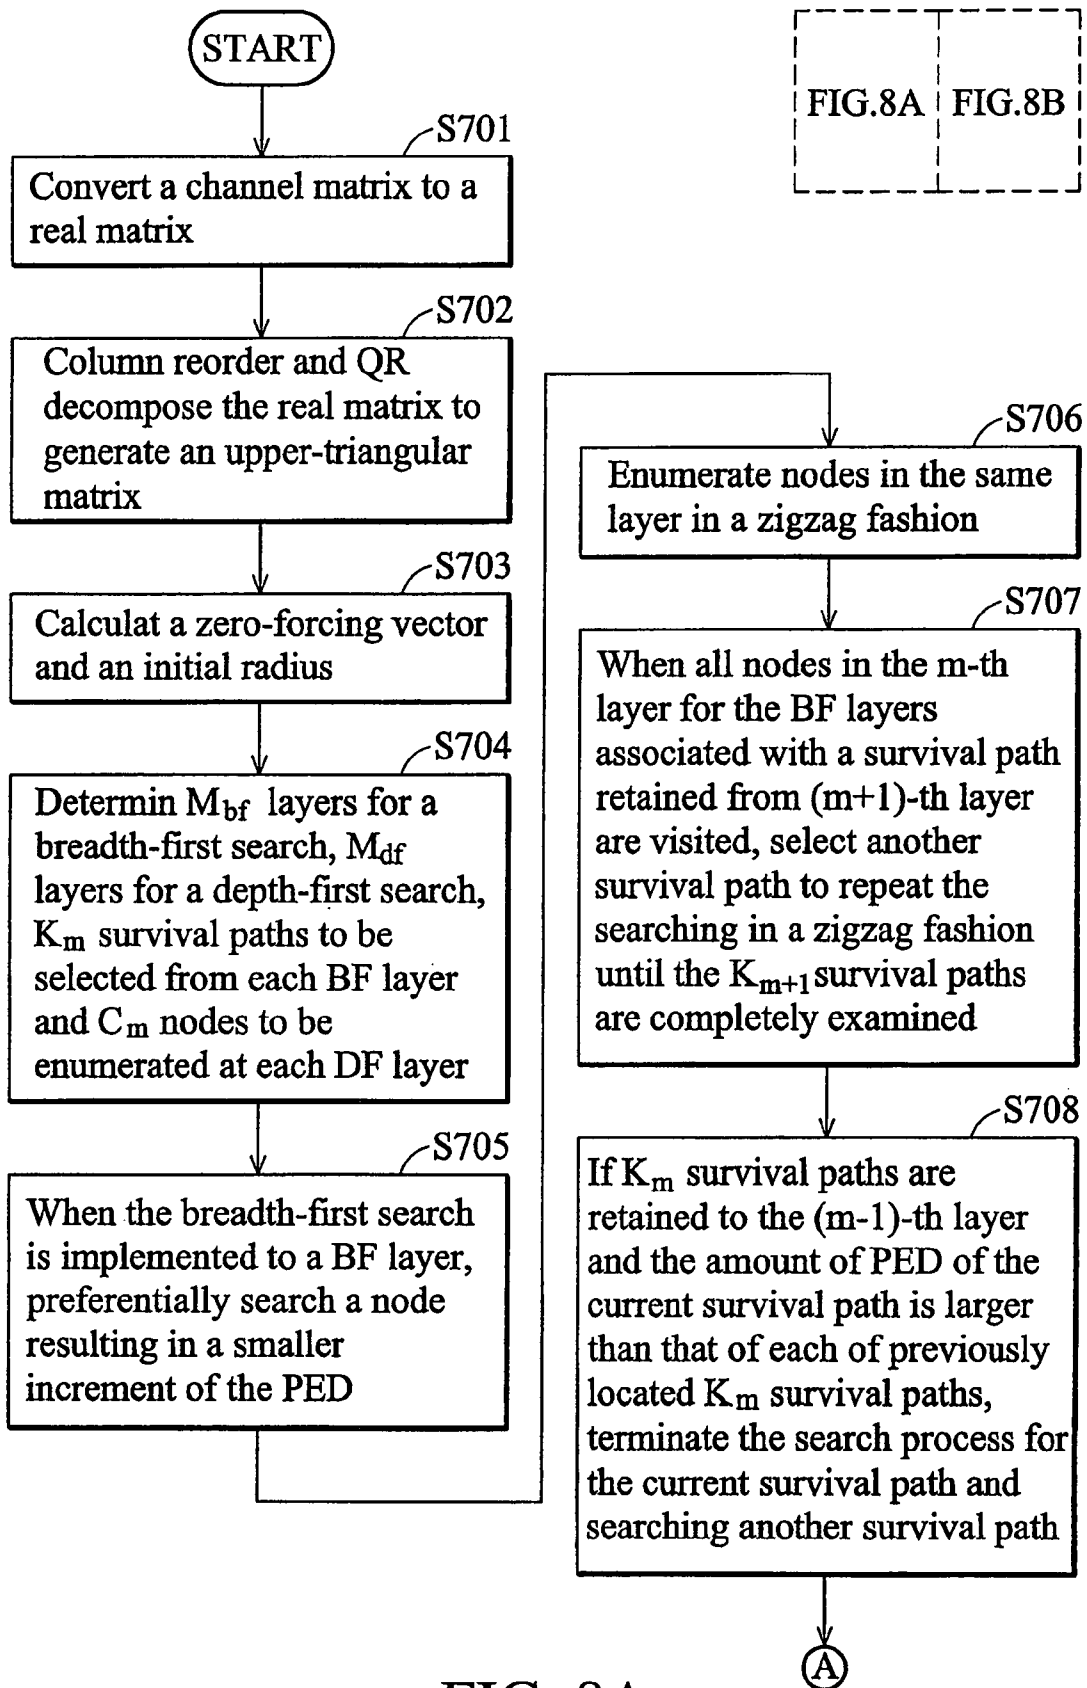 START
S701
Convert a channel matrix to a
real matrix
S702
Column reorder and QR
decompose the real matrix to
generate an upper-triangular
matrix
S703
Calculat a zero-forcing vector
and an initial radius
S704
Determin Mbf layers for a
breadth-first search, Mdf
layers for a depth-first search,
Km survival paths to be
selected from each BF layer
and Cm nodes to be
enumerated at each DF layer
S705
When the breadth-first search
is implemented to a BF layer,
preferentially search a node
resulting in a smaller
increment of the PED
FIG.8A FIG.8B
S706
Enumerate nodes in the same
layer in a zigzag fashion
S707
When all nodes in the m-th
layer for the BF layers
associated with a survival path
retained from (m+1)-th layer
are visited, select another
survival path to repeat the
searching in a zigzag fashion
until the Km+1 survival paths
are completely examined
S708
If Km survival paths are
retained to the (m-1)-th layer
and the amount of PED of the
current survival path is larger
than that of each of previously
located Km survival paths,
terminate the search process for
the current survival path and
searching another survival path
A
FIG. 8A